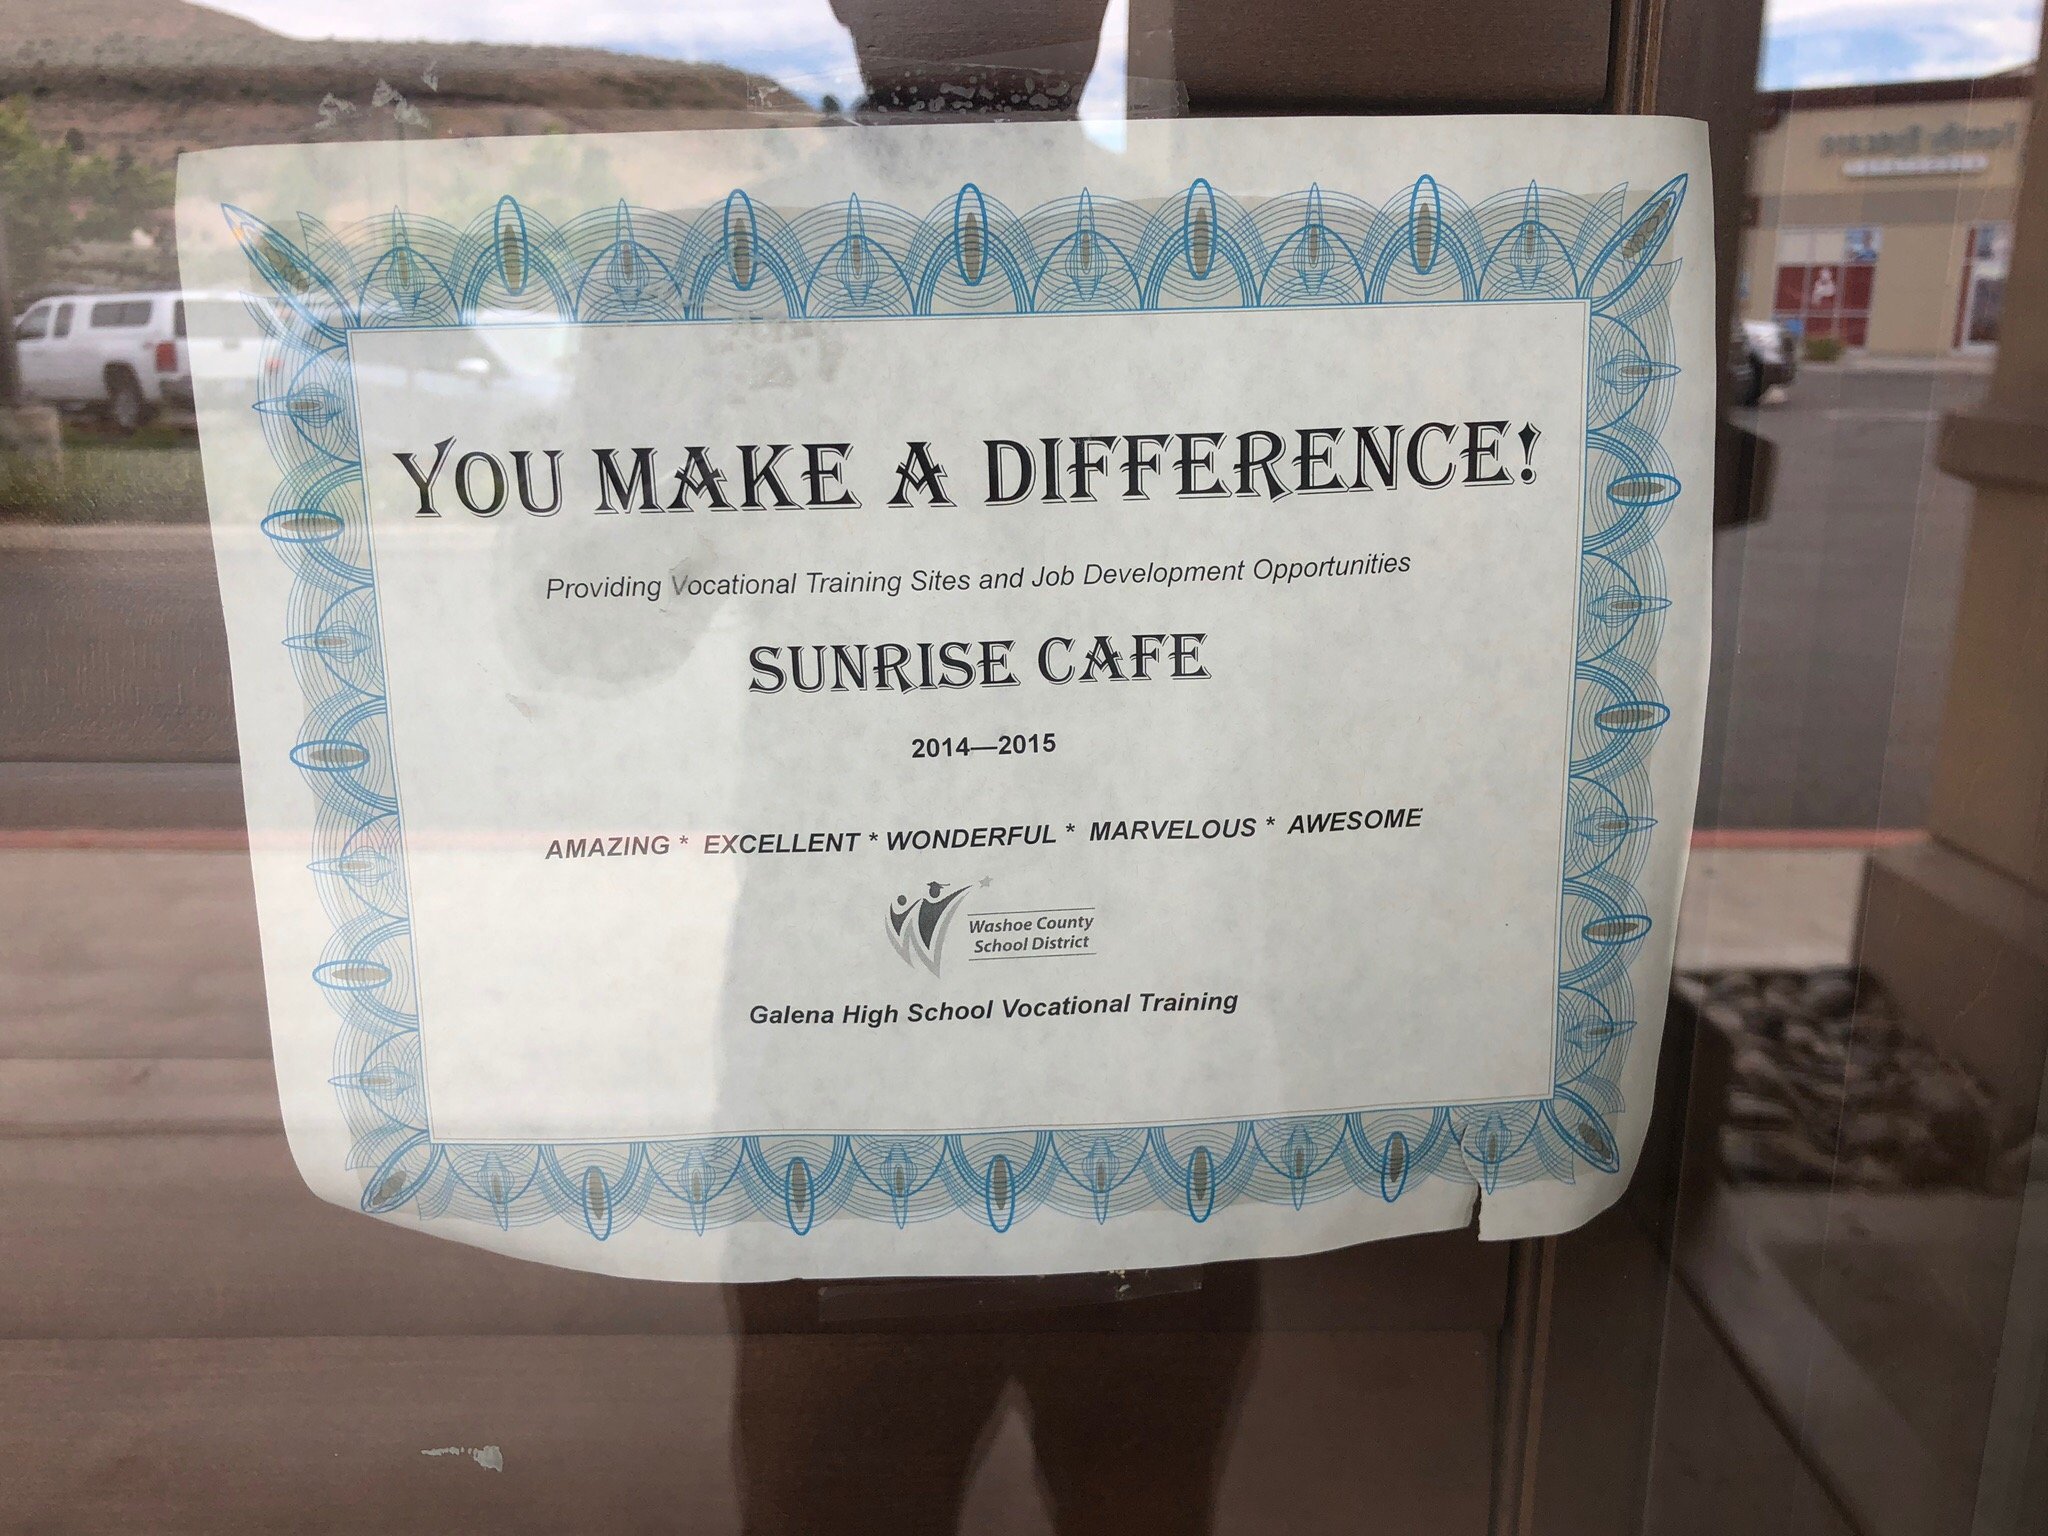 YOU MAKE A DIFFERENCE!
Providing Vocational Training Sites and Job Development Opportunities
SUNRISE CAFE
2014—2015
AMAZING * EXCELLENT * WONDERFUL * MARVELOUS * AWESOME
Washoe County
School District
Galena High School Vocational Training